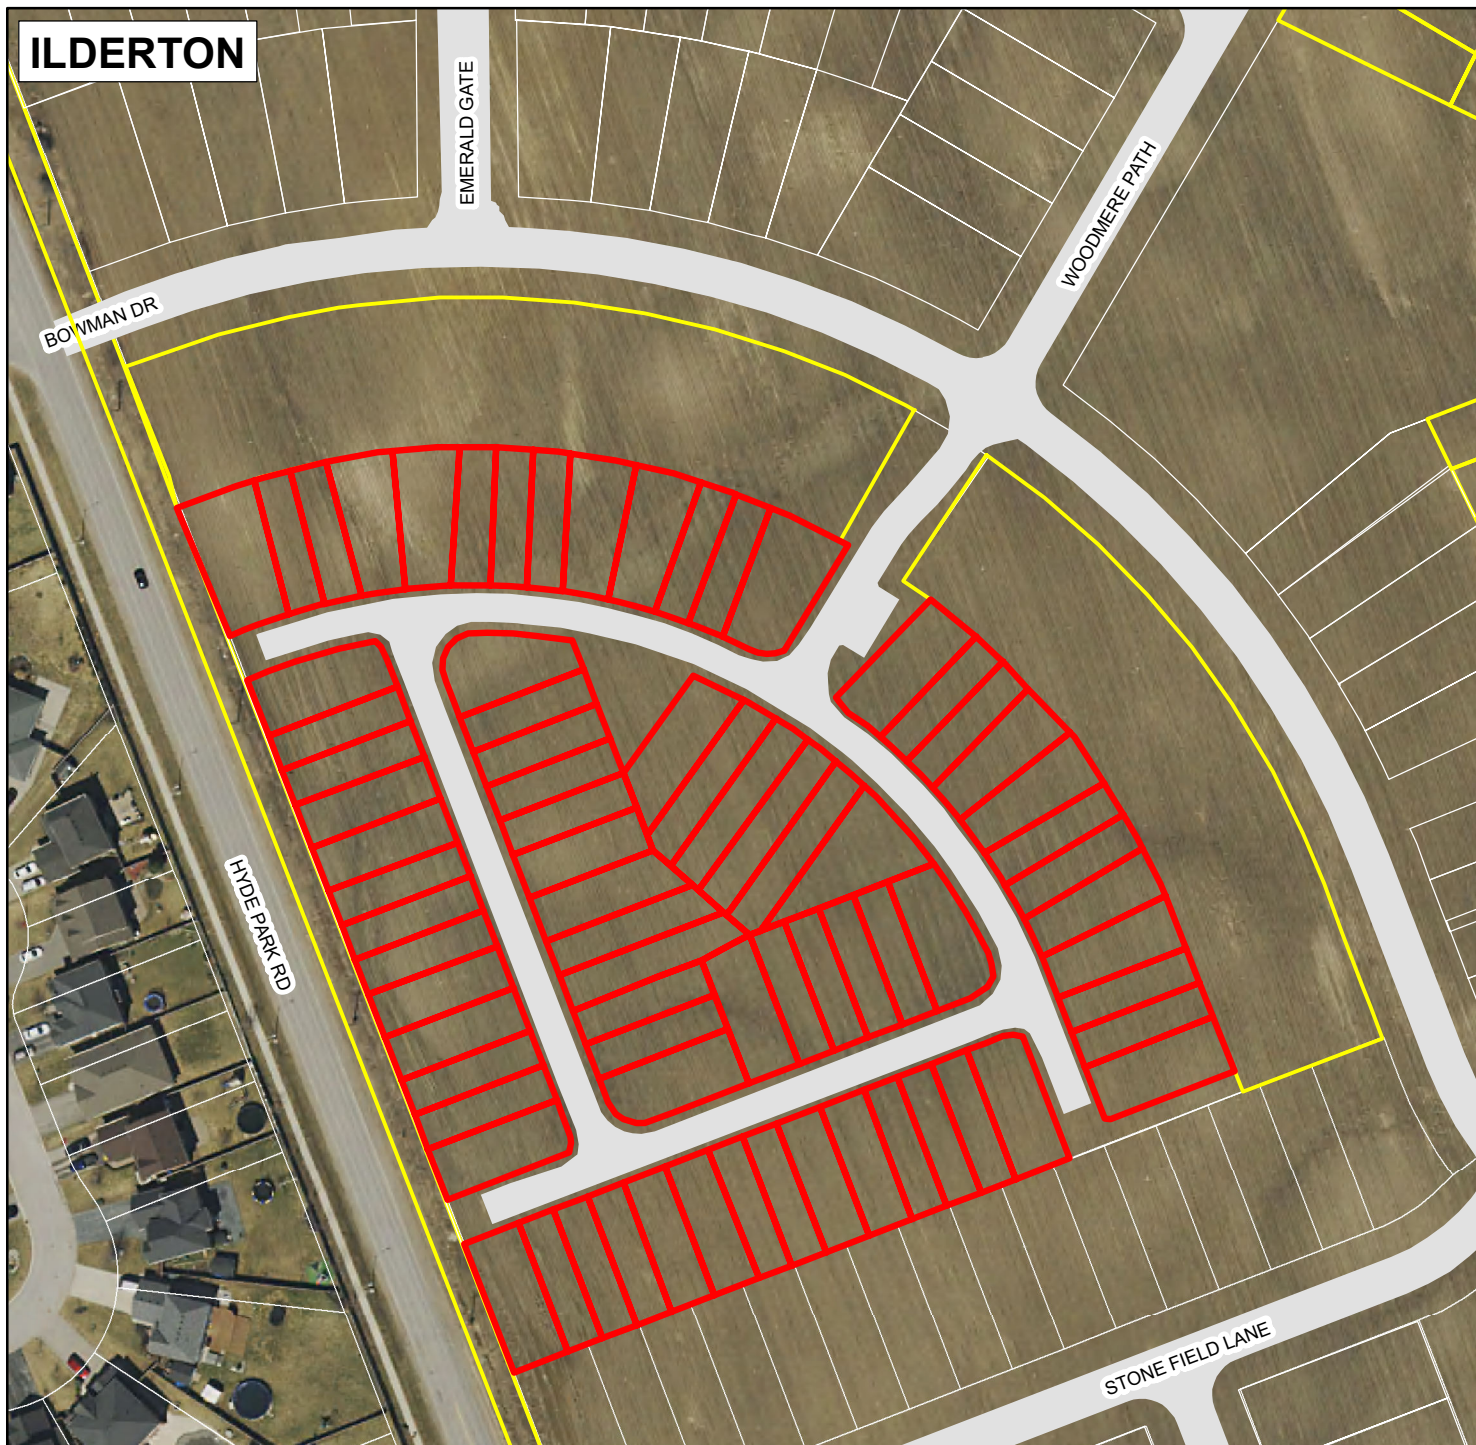 ILDERTON
EMERALD GATE
WOODMERE PATH
BOWMAN DR
HYDE PARK RD
STONE FIELD LANE